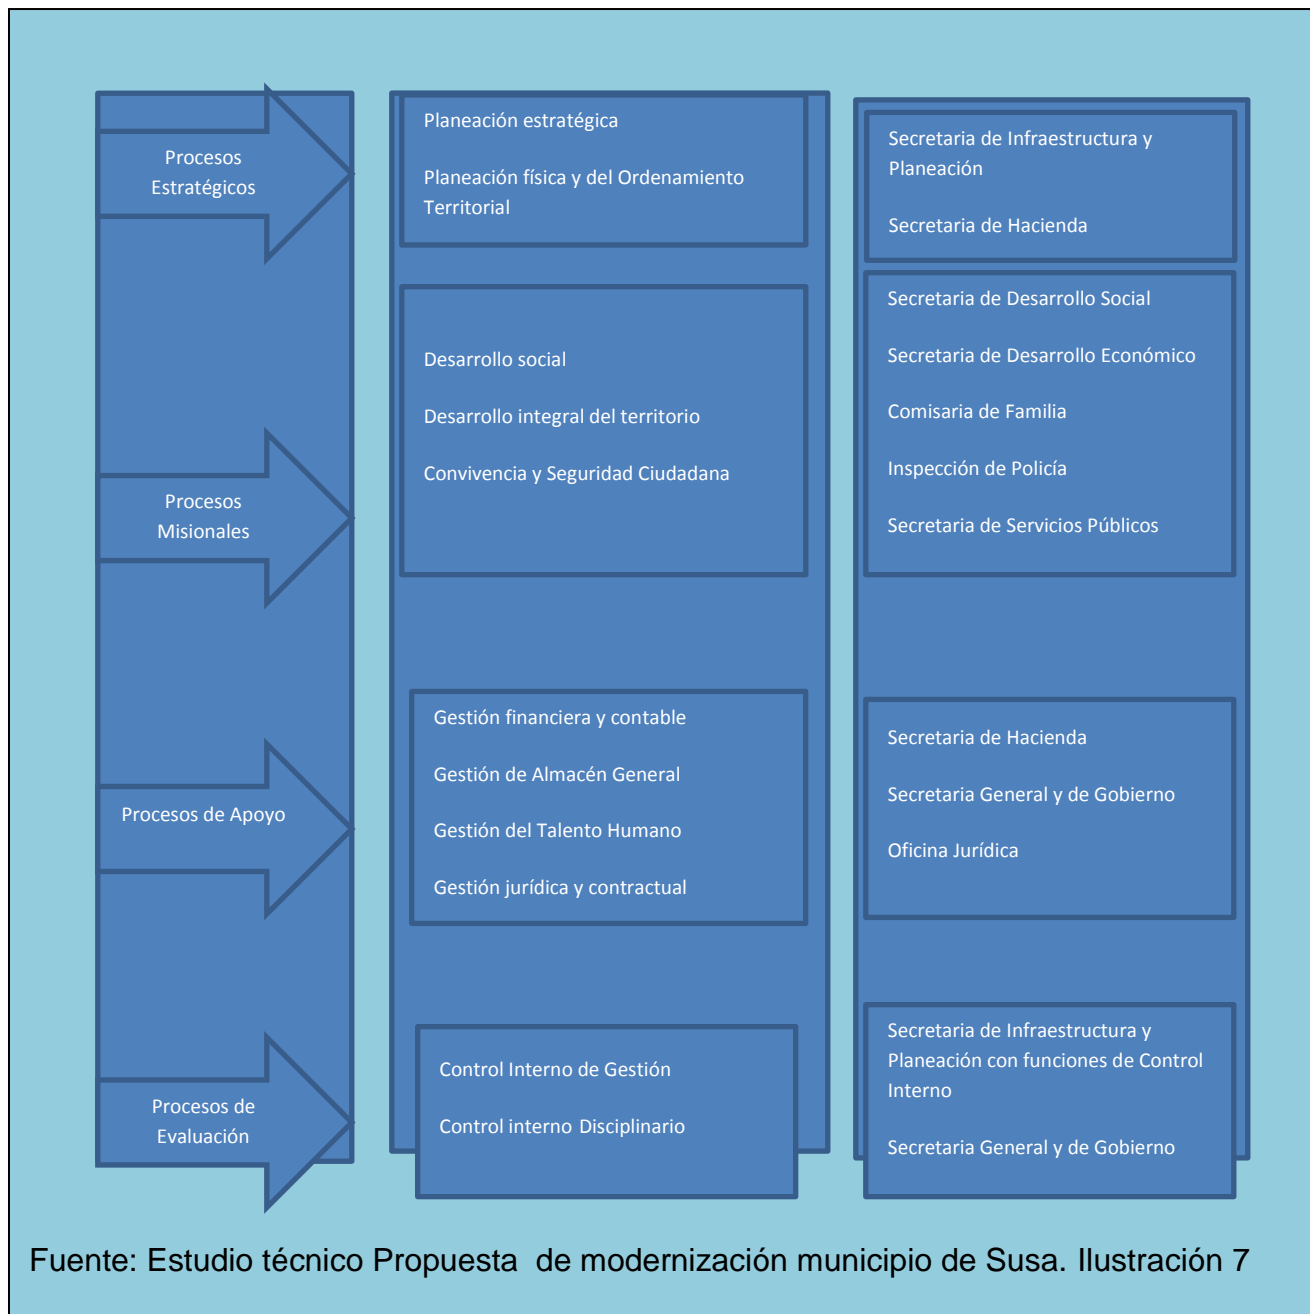 Procesos
Estratégicos
Planeación estratégica
Planeación física y del Ordenamiento
Territorial
Secretaria de Infraestructura y
Planeación
Secretaria de Hacienda
Procesos
Misionales
Desarrollo social
Desarrollo integral del territorio
Convivencia y Seguridad Ciudadana
Secretaria de Desarrollo Social
Secretaria de Desarrollo Económico
Comisaria de Familia
Inspección de Policía
Secretaria de Servicios Públicos
Procesos de Apoyo
Gestión financiera y contable
Gestión de Almacén General
Gestión del Talento Humano
Gestión jurídica y contractual
Secretaria de Hacienda
Secretaria General y de Gobierno
Oficina Jurídica
Procesos de
Evaluación
Control Interno de Gestión
Control interno Disciplinario
Secretaria de Infraestructura y
Planeación con funciones de Control
Interno
Secretaria General y de Gobierno
Fuente: Estudio técnico Propuesta  de modernización municipio de Susa. Ilustración 7